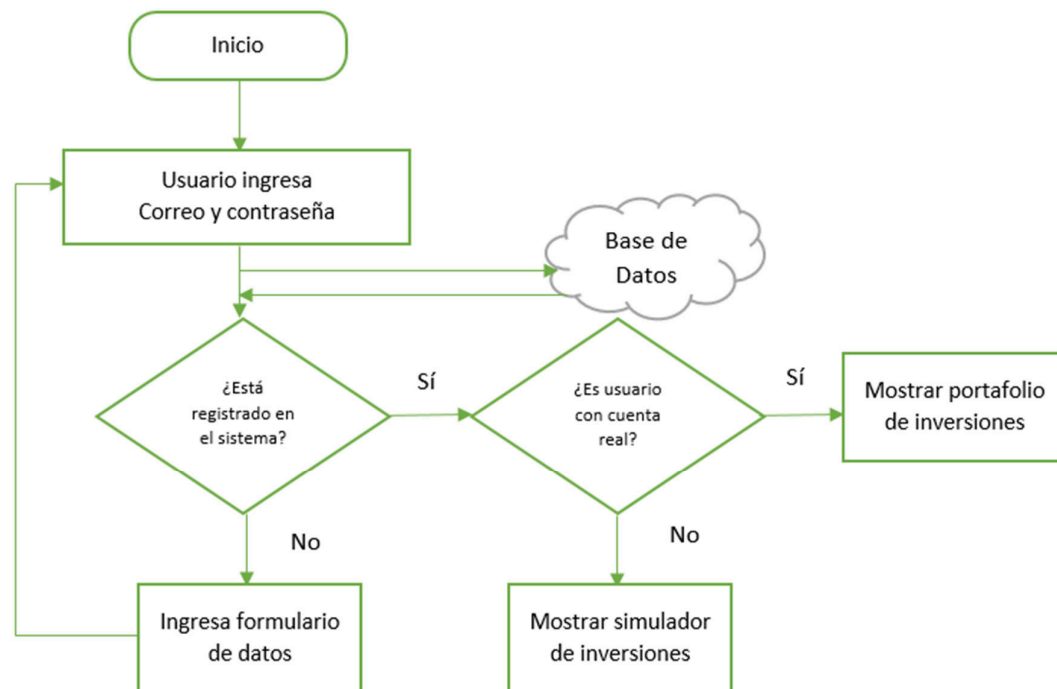 Inicio
Usuario ingresa
Correo y contraseña
Base de
Datos
¿Está
registrado en
el sistema?
Sí
¿Es usuario
con cuenta
real?
Sí
Mostrar portafolio
de inversiones
No
No
Ingresa formulario
de datos
Mostrar simulador
de inversiones